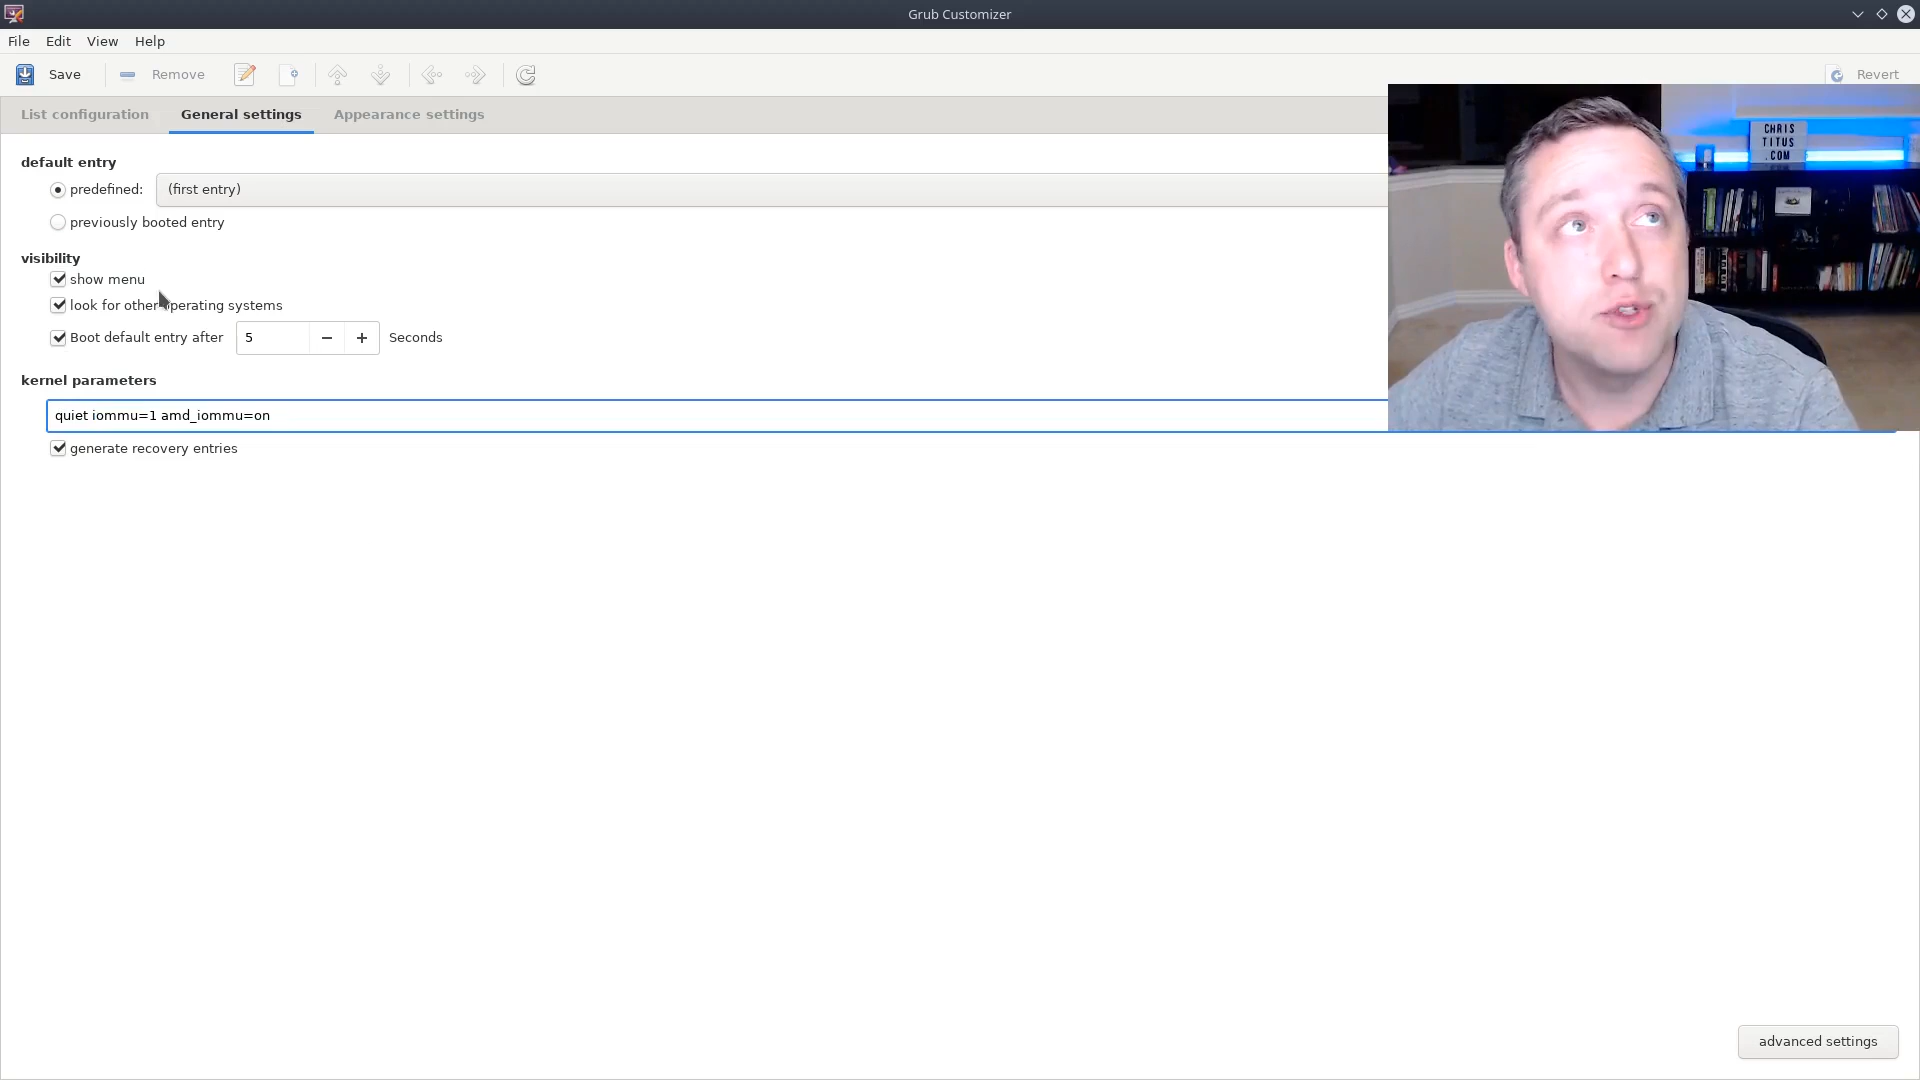 Grub Customizer
File Edit View Help
Save Remove Revert
List configuration General settings Appearance settings
CHRIS
TITUS
.COM
default entry
predefined: (first entry)
previously booted entry
visibility
show menu
look for other operating systems
Boot default entry after 5 Seconds
kernel parameters
quiet iommu=1 amd_iommu=on
generate recovery entries
advanced settings